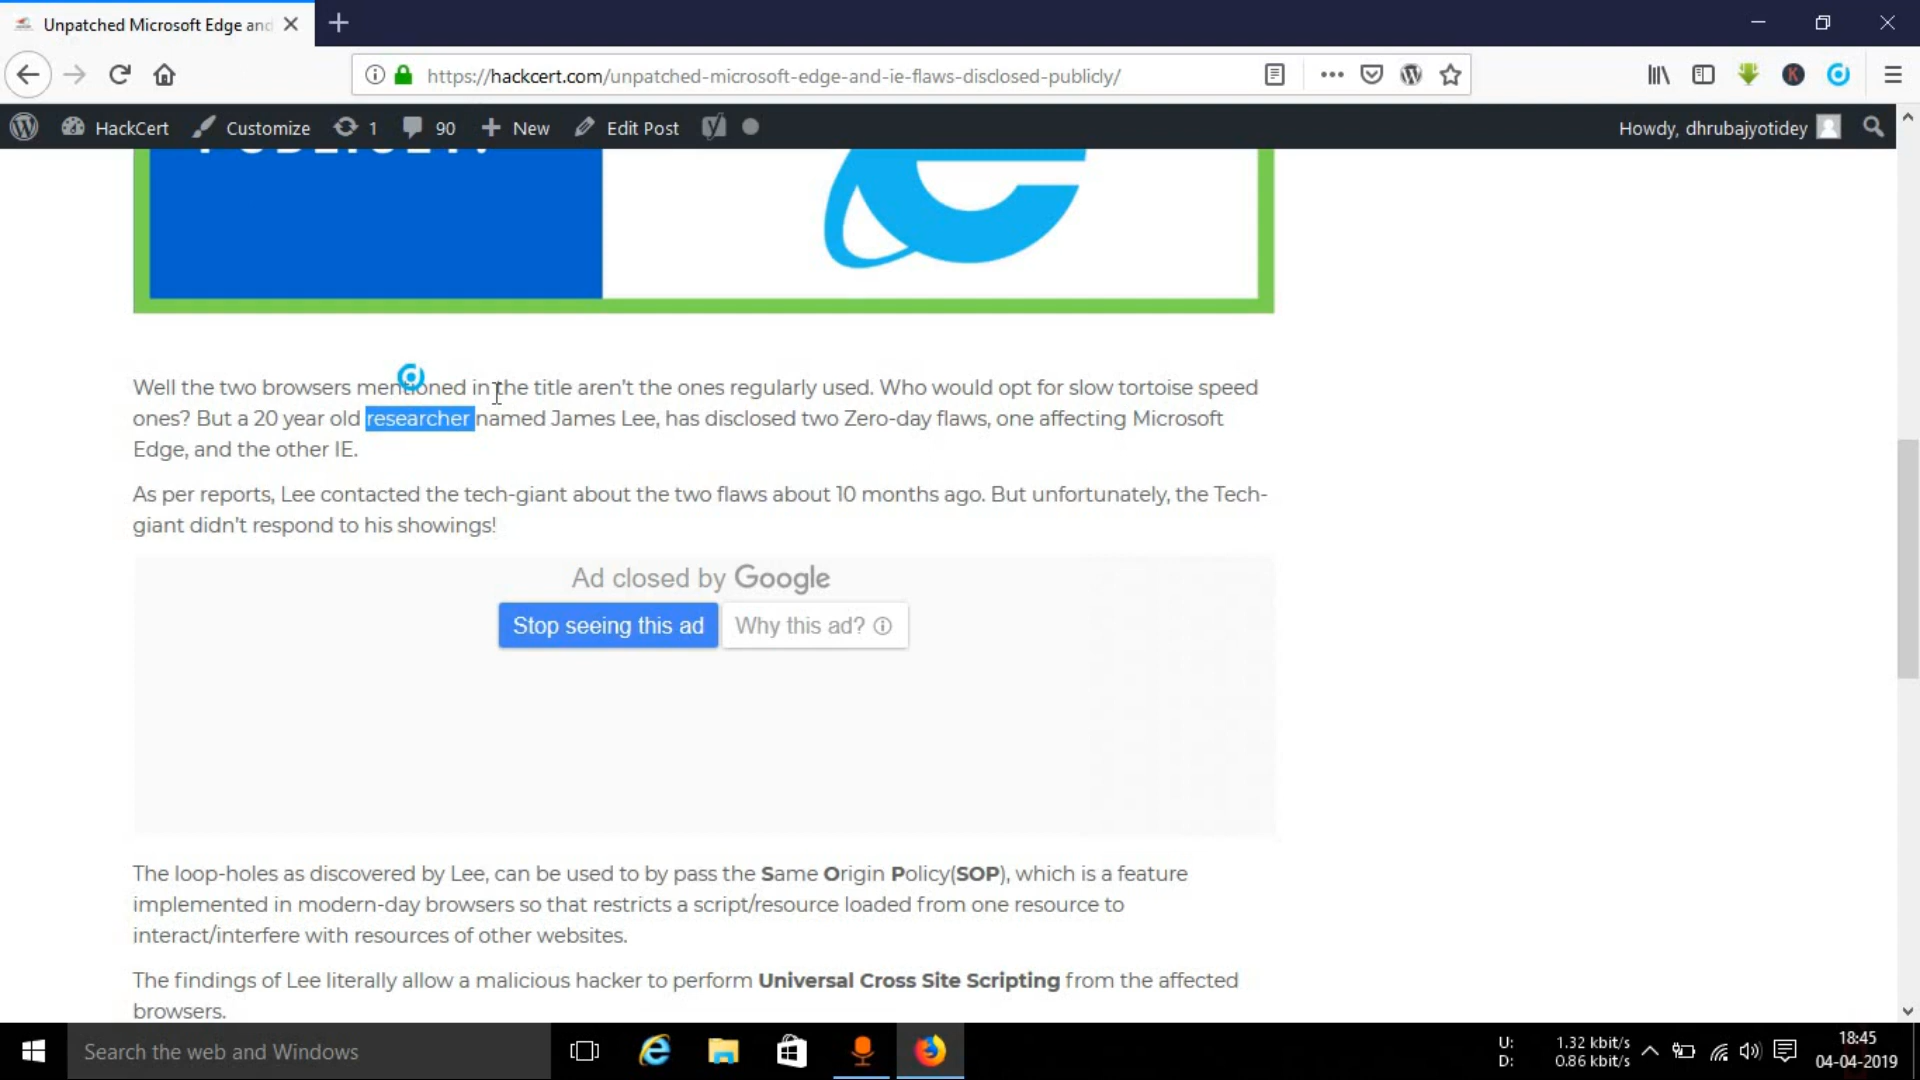 Unpatched Microsoft Edge and
https://hackcert.com/unpatched-microsoft-edge-and-ie-flaws-disclosed-publicly/
HackCert Customize 1 90 New Edit Post Howdy, dhrubajyotidey
Well the two browsers mentioned in the title aren't the ones regularly used. Who would opt for slow tortoise speed
ones? But a 20 year old researcher named James Lee, has disclosed two Zero-day flaws, one affecting Microsoft
Edge, and the other IE.
As per reports, Lee contacted the tech-giant about the two flaws about 10 months ago. But unfortunately, the Tech-
giant didn't respond to his showings!
Ad closed by Google
Stop seeing this ad Why this ad?
The loop-holes as discovered by Lee, can be used to by pass the Same Origin Policy(SOP), which is a feature
implemented in modern-day browsers so that restricts a script/resource loaded from one resource to
interact/interfere with resources of other websites.
The findings of Lee literally allow a malicious hacker to perform Universal Cross Site Scripting from the affected
browsers.
Search the web and Windows
U: 1.32 kbit/s
D: 0.86 kbit/s
18:45
04-04-2019